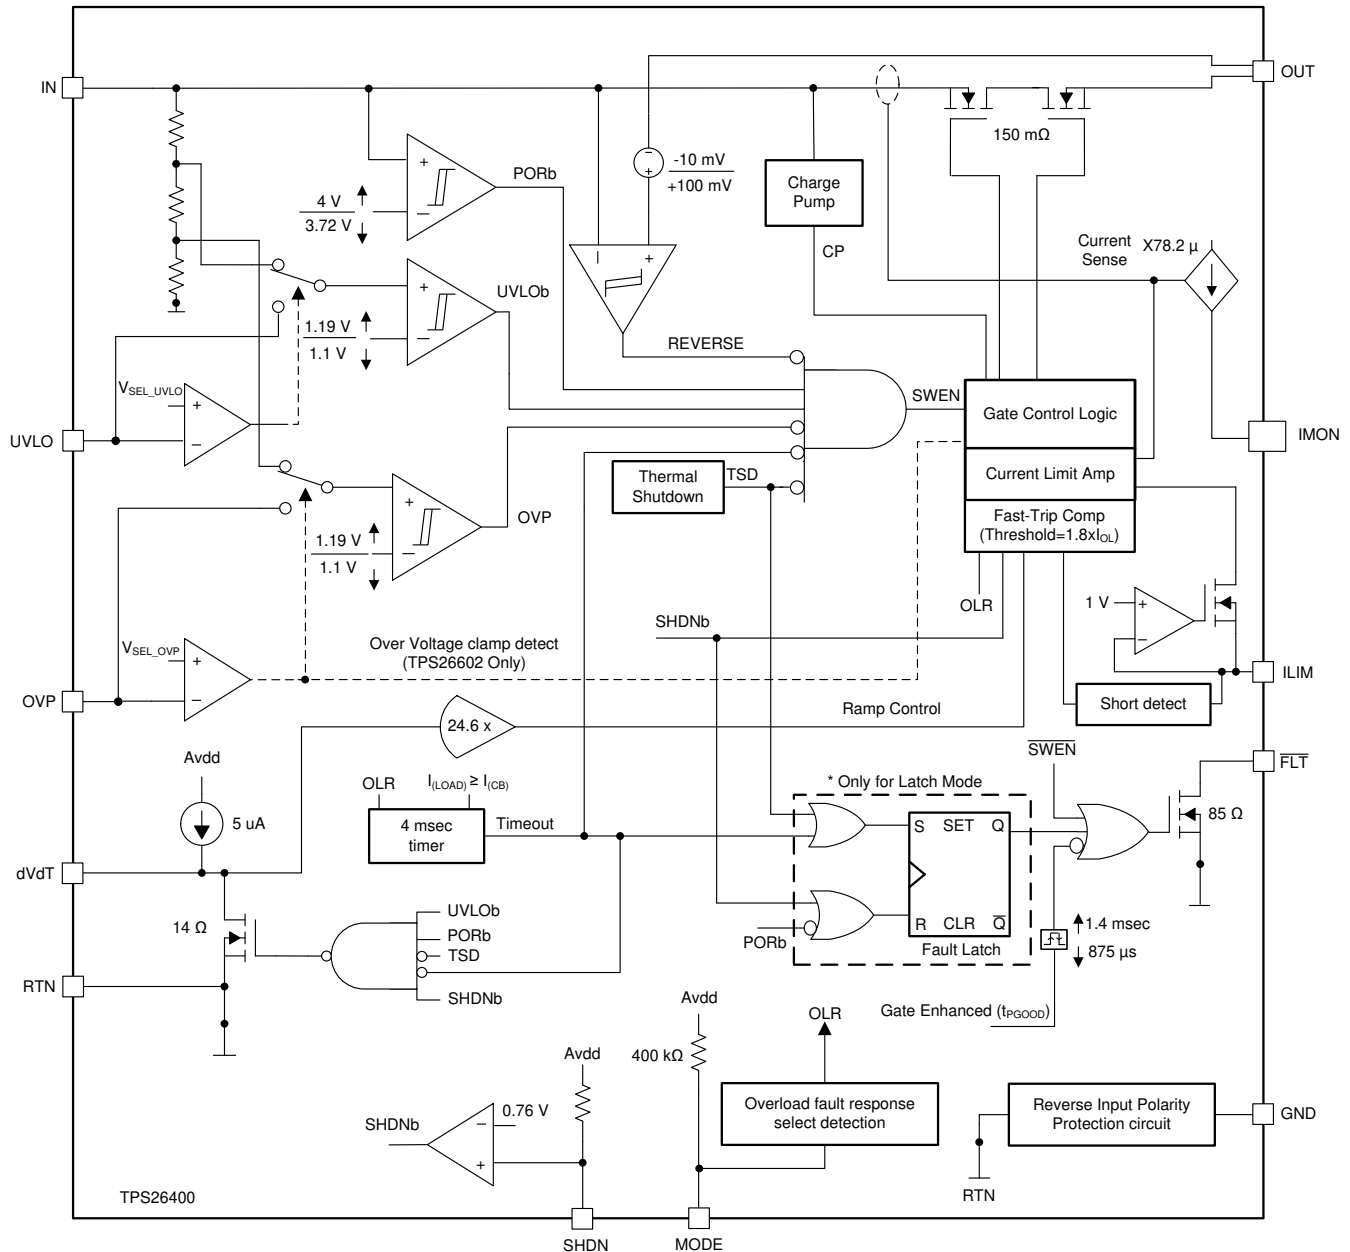 IN
OUT
150 mΩ
PORb
-10 mV
+100 mV
Charge
Pump
4 V
3.72 V
CP
Current
Sense
X78.2 µ
UVLOb
1.19 V
1.1 V
REVERSE
V_SEL_UVLO
SWEN
Gate Control Logic
UVLO
IMON
Current Limit Amp
Thermal
Shutdown
TSD
OVP
Fast-Trip Comp
(Threshold=1.8xI_OL)
1.19 V
1.1 V
OLR
1 V
SHDNb
V_SEL_OVP
Over Voltage clamp detect
(TPS26602 Only)
ILIM
OVP
Short detect
Ramp Control
24.6 x
SWEN
Avdd
FLT
OLR
I(LOAD) ≥ I(CB)
* Only for Latch Mode
5 uA
4 msec
timer
Timeout
S SET Q
85 Ω
dVdT
14 Ω
UVLOb
PORb
TSD
SHDNb
PORb
R CLR Q
Fault Latch
1.4 msec
875 µs
RTN
Avdd
OLR
Gate Enhanced (t_PGOOD)
Avdd
400 kΩ
0.76 V
SHDNb
Overload fault response
select detection
Reverse Input Polarity
Protection circuit
GND
RTN
TPS26400
SHDN
MODE